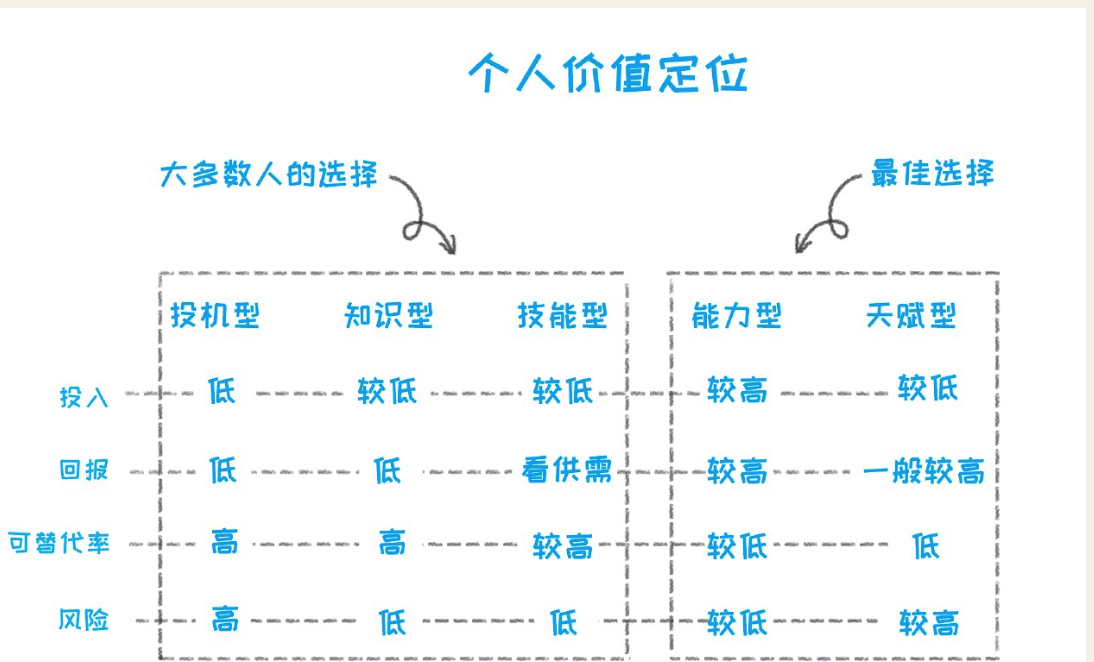 个人价值定位
大多数人的选择 最佳选择
投机型 知识型 技能型 能力型 天赋型
投入 低 较低 较低 较高 较低
回报 低 低 看供需 较高 一般较高
可替代率 高 高 较高 较低 低
风险 高 低 低 较低 较高